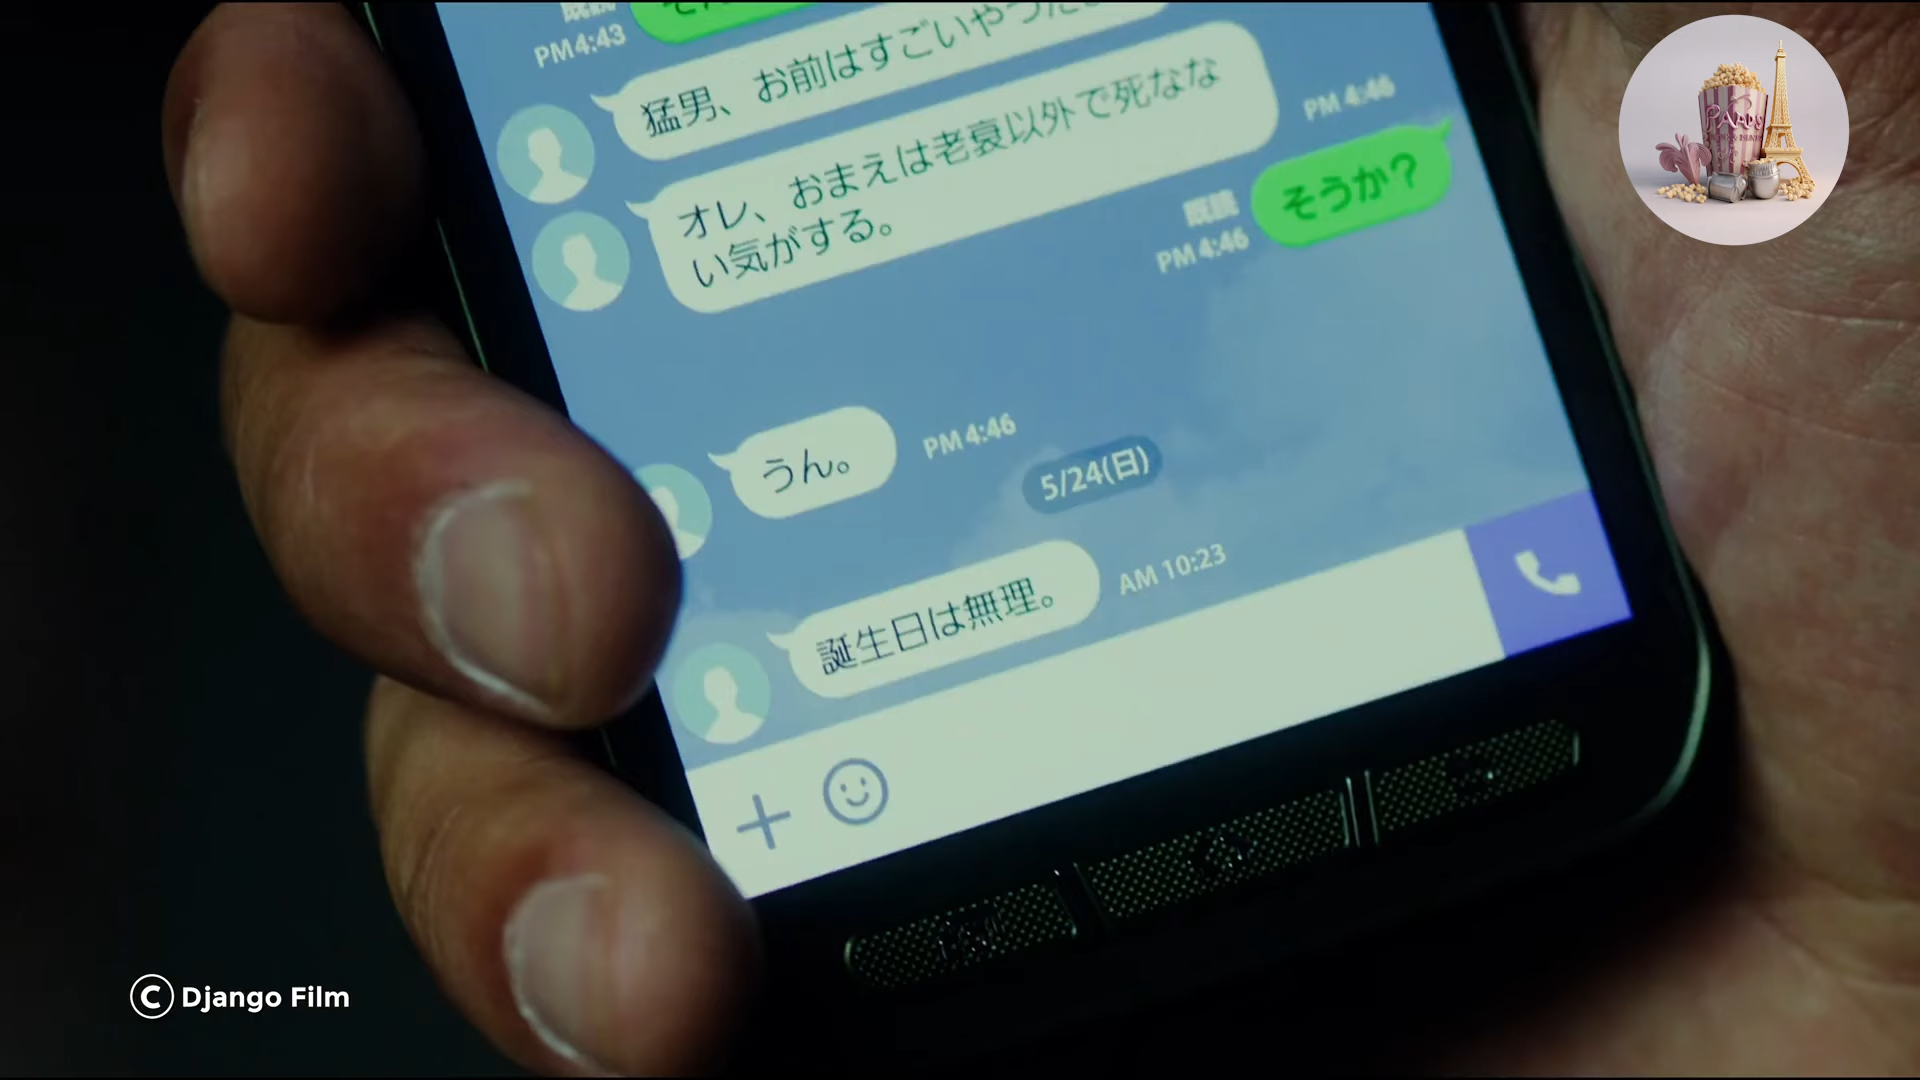 PM 4:43
猛男、お前はすごいやつだ
オレ、おまえは老衰以外で死なな
い気がする。
PM 4:46
そうか?
既読
PM 4:46
うん。
PM 4:46
5/24(日)
誕生日は無理。
AM 10:23
C Django Film
PARIS